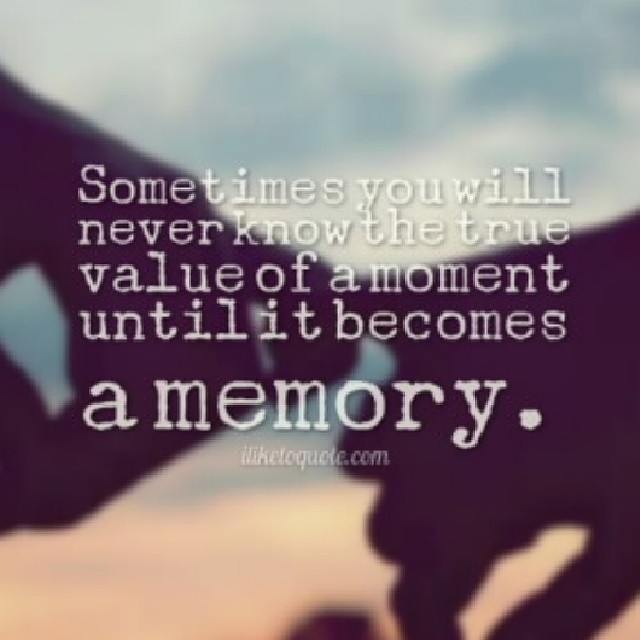 Sometimes you will
never know the true
value of a moment
until it becomes
a memory.
iliketoquote.com